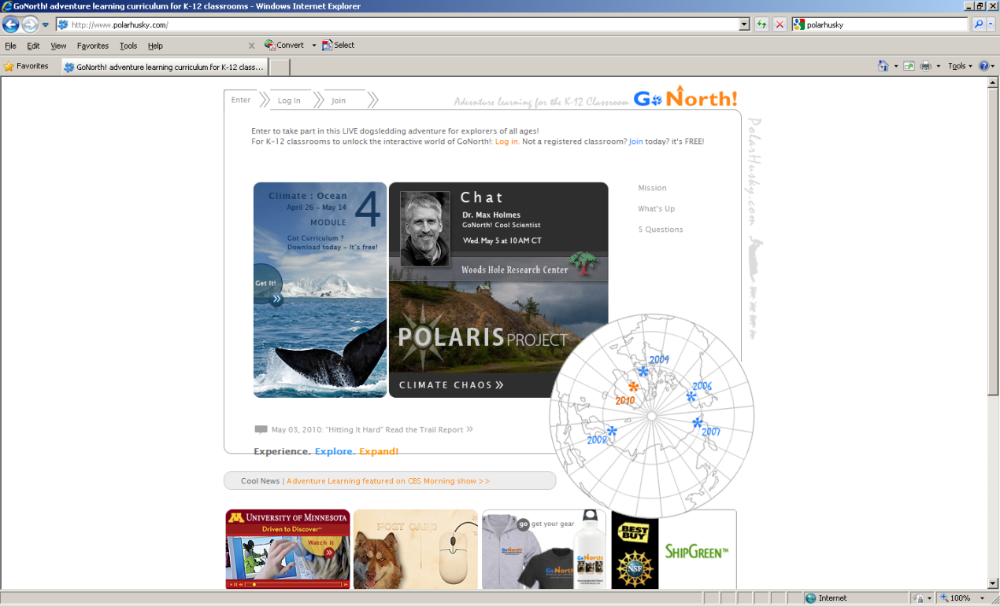 GoNorth! adventure learning curriculum for K-12 classrooms - Windows Internet Explorer
http://www.polarhusky.com/
polarhusky
File Edit View Favorites Tools Help
Convert
Select
Favorites
GoNorth! adventure learning curriculum for K-12 class...
Tools
Enter
Log In
Join
Adventure learning for the K-12 Classroom
Go North!
PolarHusky.com
Enter to take part in this LIVE dogsledding adventure for explorers of all ages!
For K-12 classrooms to unlock the interactive world of GoNorth!: Log in. Not a registered classroom? Join today? it's FREE!
Climate : Ocean
April 26 - May 14
MODULE
4
Got Curriculum ?
Download today - It's free!
Get It!
Chat
Dr. Max Holmes
GoNorth! Cool Scientist
Wed. May 5 at 10 AM CT
Woods Hole Research Center
POLARIS PROJECT
CLIMATE CHAOS
Mission
What's Up
5 Questions
2009
2006
2010
2007
2008
May 03, 2010: "Hitting It Hard" Read the Trail Report
Experience. Explore. Expand!
Cool News | Adventure Learning featured on CBS Morning show >>
UNIVERSITY OF MINNESOTA
Driven to Discover™
Watch it
POST CARD
go get your gear
GoNorth!
GoNorth!
GoNorth!
BEST BUY
NSF
SHIPGREEN™
Internet
100%